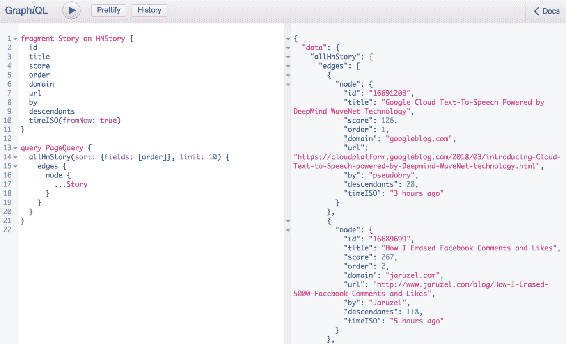 GraphiQL Prettify History Docs
1 fragment Story on HNStory {
2 id
3 title
4 score
5 order
6 domain
7 url
8 by
9 descendants
10 timeISO(fromNow: true)
11 }
12
13 query PageQuery {
14 allHnStory(sort: {fields: [order]}, limit: 10) {
15 edges {
16 node {
17 ...Story
18 }
19 }
20 }
21 }
22
{
"data": {
"allHnStory": {
"edges": [
{
"node": {
"id": "16691203",
"title": "Google Cloud Text-To-Speech Powered by
DeepMind WaveNet Technology",
"score": 126,
"order": 1,
"domain": "googleblog.com",
"url":
"https://cloudplatform.googleblog.com/2018/03/introducing-Cloud-
Text-to-Speech-powered-by-Deepmind-WaveNet-technology.html",
"by": "pseudobry",
"descendants": 28,
"timeISO": "3 hours ago"
}
},
{
"node": {
"id":
"title": "How I Erased Facebook Comments and Likes",
"score": 267,
"order": 2,
"domain": "jaruzel.com",
"url": "http://www.jaruzel.com/blog/How-I-Erased-
5000-Facebook-Comments and Likes",
"by": "Jaruzel",
"descendants": 118,
"timeISO": "5 hours ago"
}
},